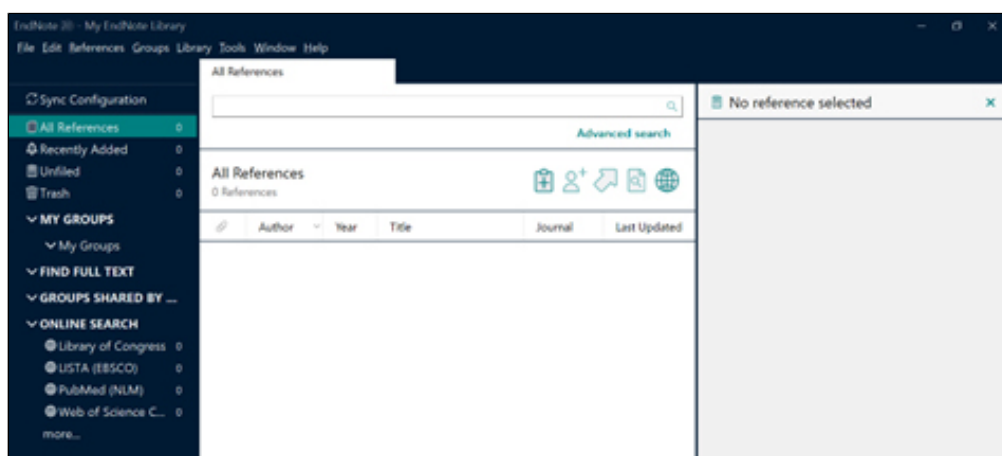 EndNote 20 - My EndNote Library
File Edit References Groups Library Tools Window Help
All References
Sync Configuration
All References 0
Recently Added 0
Unfiled 0
Trash 0
MY GROUPS
My Groups
FIND FULL TEXT
GROUPS SHARED BY ...
ONLINE SEARCH
Library of Congress 0
LISTA (EBSCO) 0
PubMed (NLM) 0
Web of Science C... 0
more...
Advanced search
All References
0 References
Author Year Title Journal Last Updated
No reference selected